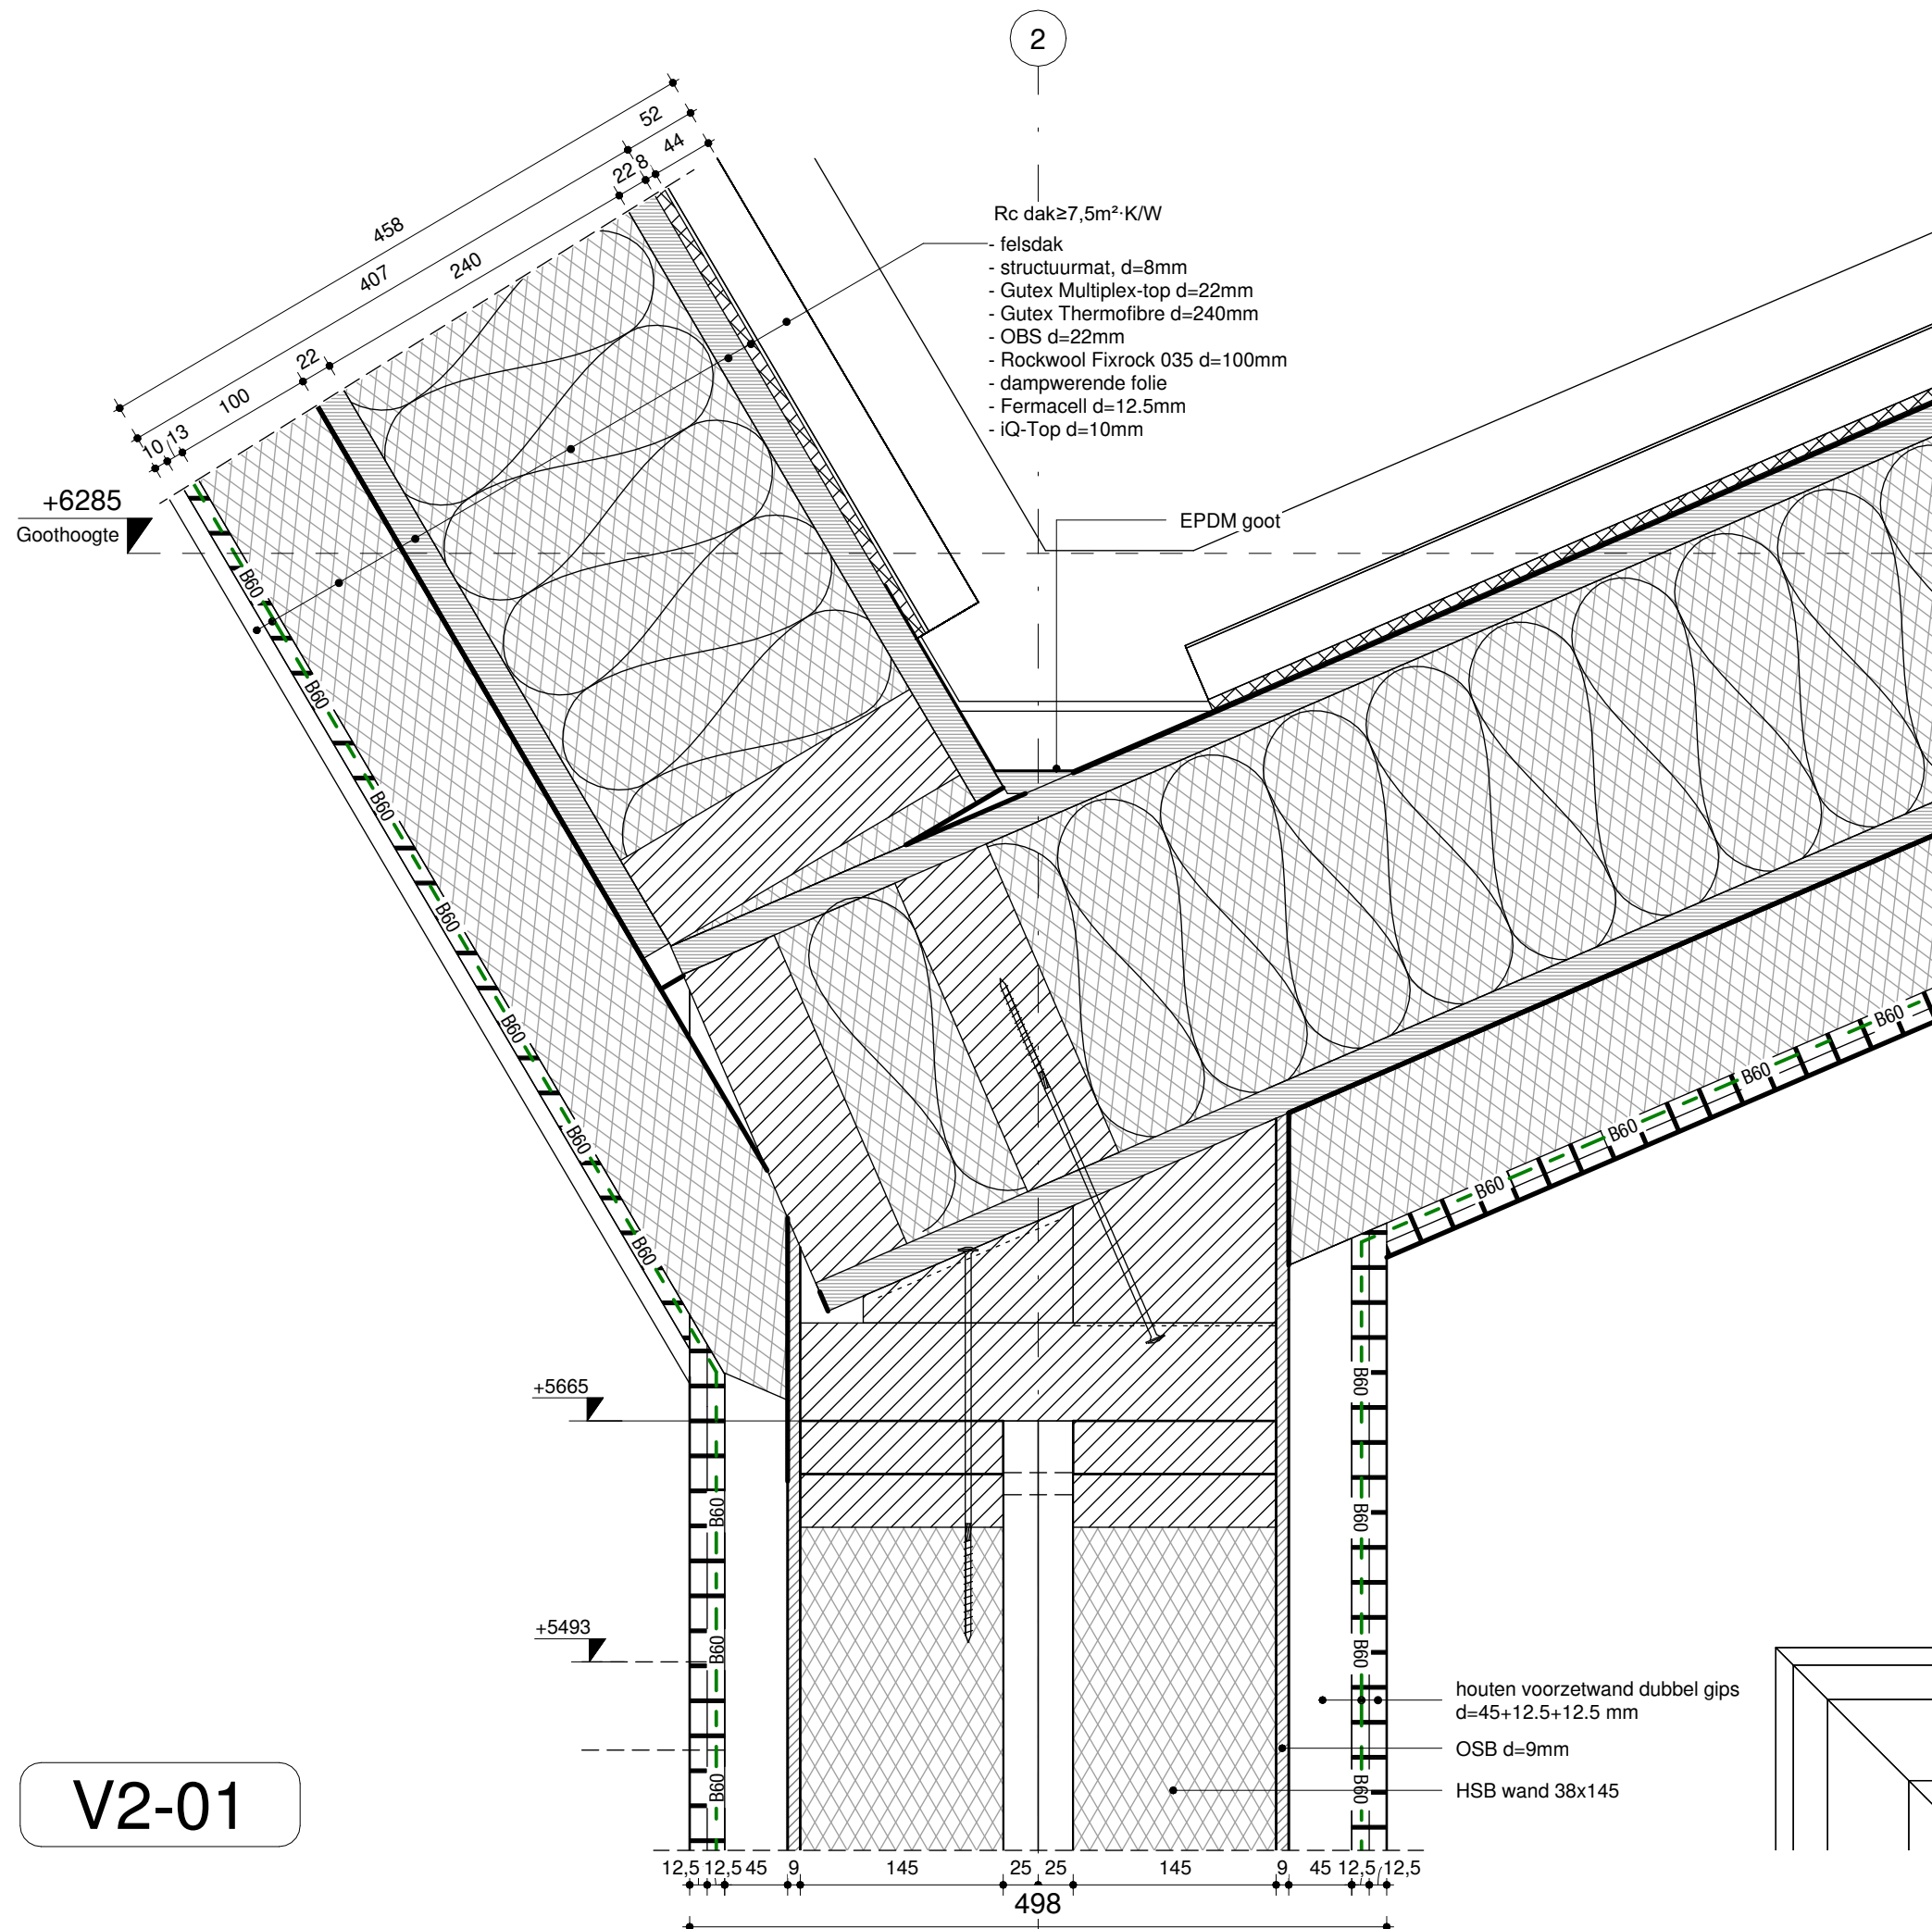 2
52
44
8
22
458
407
240
22
100
13
10
Rc dak≥7,5m²·K/W
- felsdak
- structuurmat, d=8mm
- Gutex Multiplex-top d=22mm
- Gutex Thermofibre d=240mm
- OBS d=22mm
- Rockwool Fixrock 035 d=100mm
- dampwerende folie
- Fermacell d=12.5mm
- iQ-Top d=10mm
+6285
Goothoogte
EPDM goot
B60
B60
B60
B60
B60
B60
B60
B60
B60
B60
B60
+5665
B60
B60
B60
B60
+5493
B60
B60
B60
B60
houten voorzetwand dubbel gips
d=45+12.5+12.5 mm
OSB d=9mm
HSB wand 38x145
V2-01
12,5 12,5 45 9 145 25 25 145 9 45 12,5 12,5
498